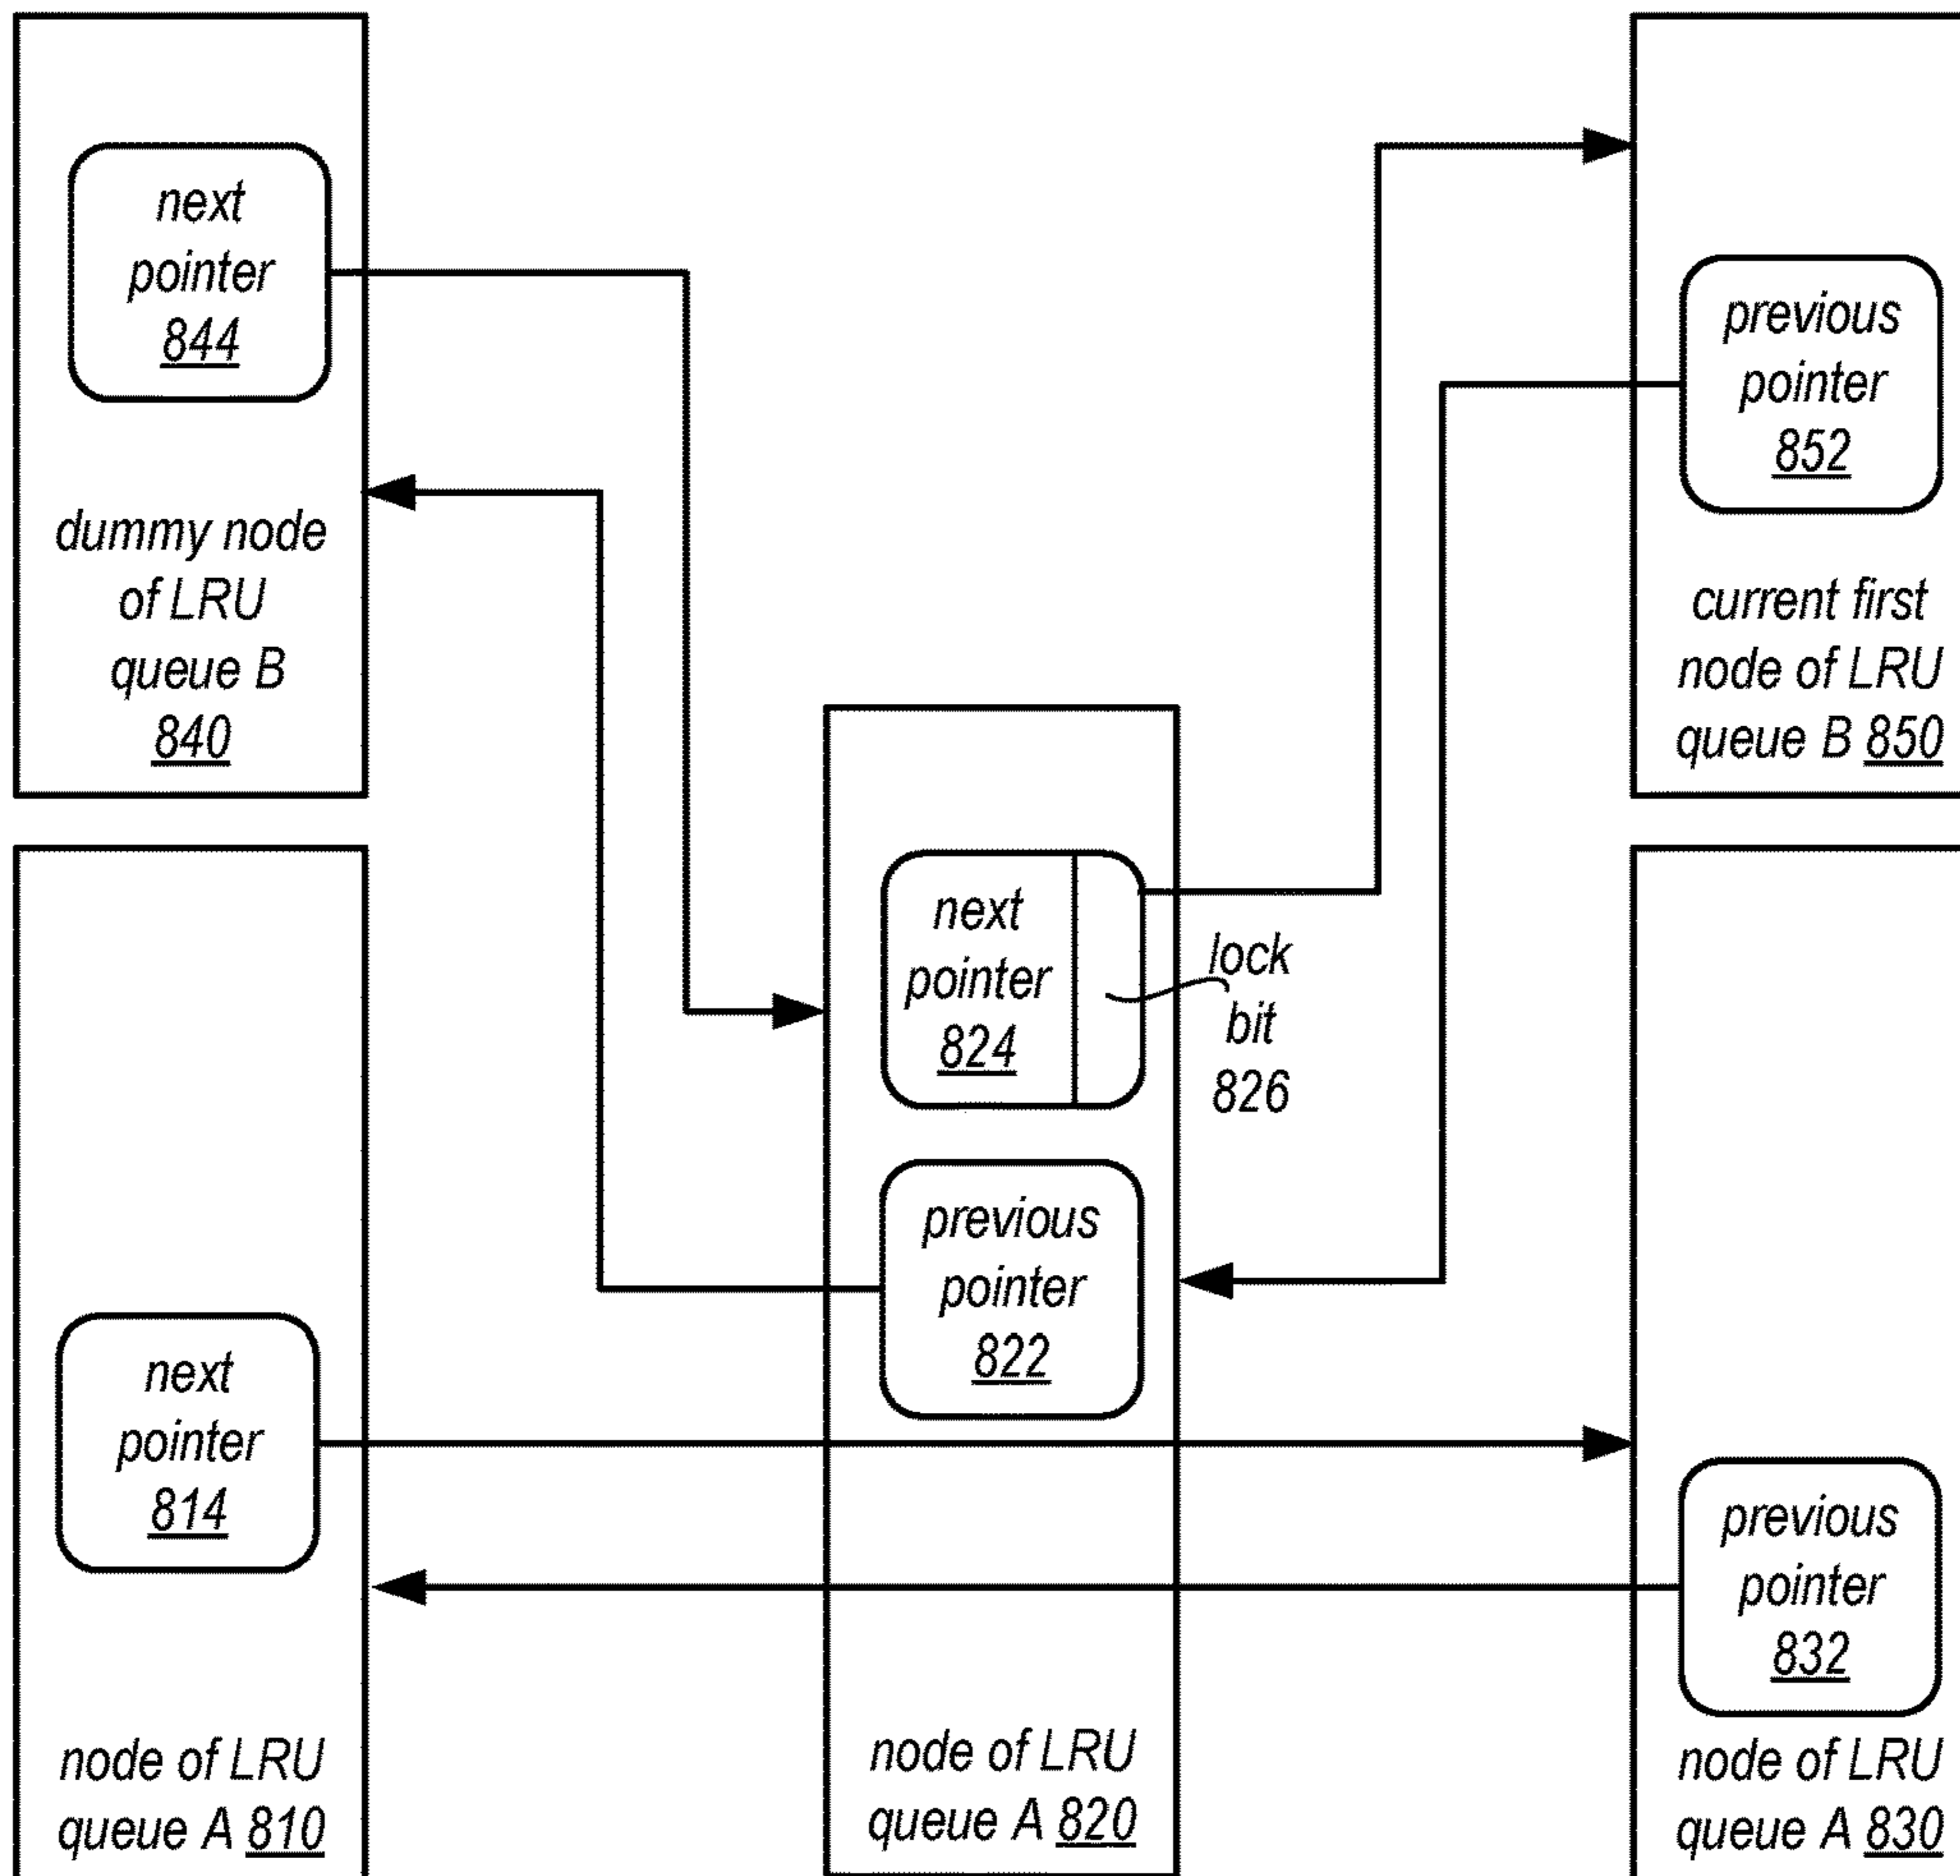 next
pointer
844
dummy node
of LRU
queue B
840
previous
pointer
852
current first
node of LRU
queue B 850
next
pointer
824
lock
bit
826
previous
pointer
822
node of LRU
queue A 820
next
pointer
814
node of LRU
queue A 810
previous
pointer
832
node of LRU
queue A 830